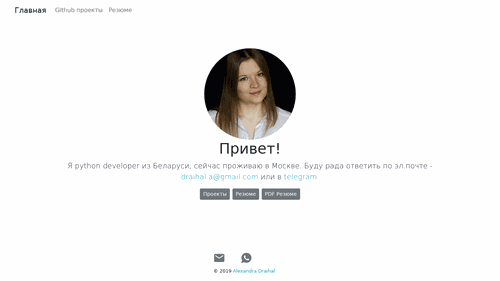 Главная Github проекты Резюме
Привет!
Я python developer из Беларуси, сейчас проживаю в Москве. Буду рада ответить по эл.почте -
draihal.a@gmail.com или в telegram
Проекты Резюме PDF Резюме
© 2019 Alexandra Draihal